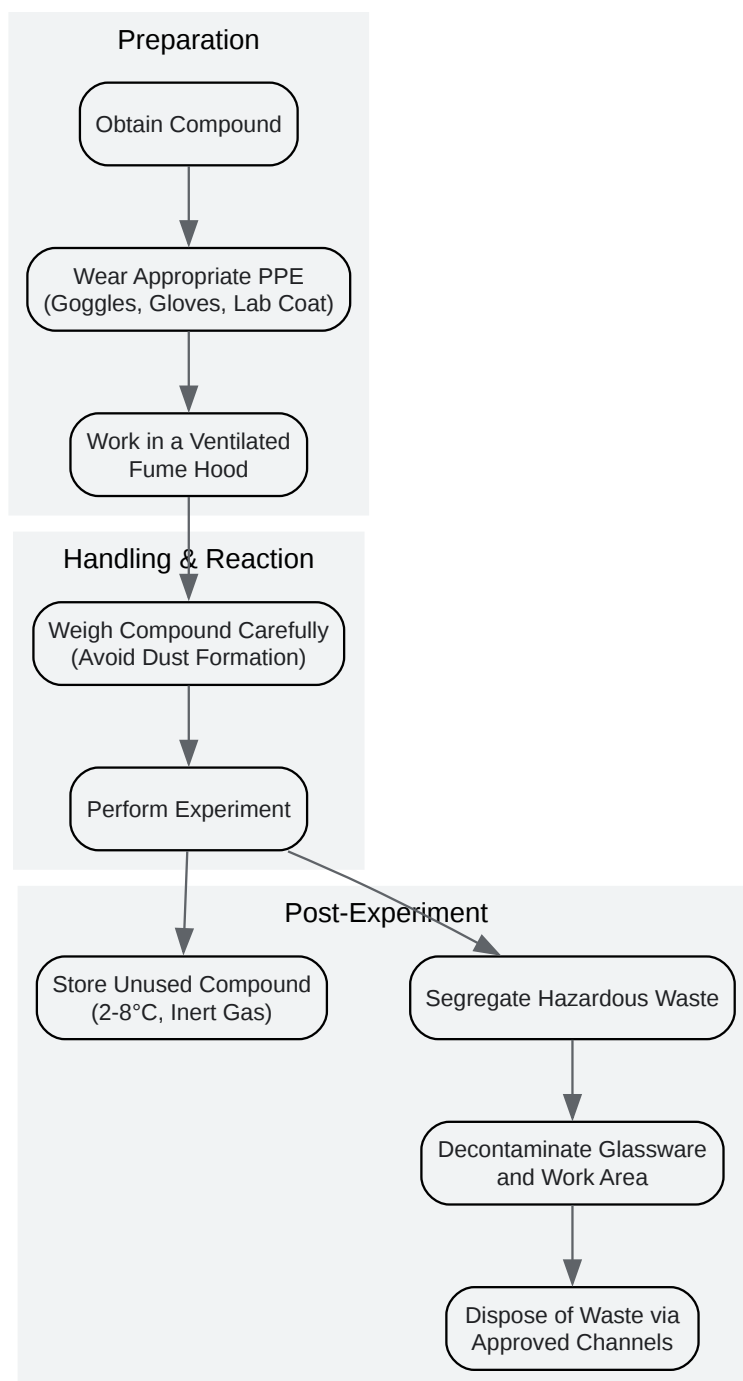 Preparation
Obtain Compound
Wear Appropriate PPE
(Goggles, Gloves, Lab Coat)
Work in a Ventilated
Fume Hood
Handling & Reaction
Weigh Compound Carefully
(Avoid Dust Formation)
Perform Experiment
Post-Experiment
Store Unused Compound
(2-8°C, Inert Gas)
Segregate Hazardous Waste
Decontaminate Glassware
and Work Area
Dispose of Waste via
Approved Channels